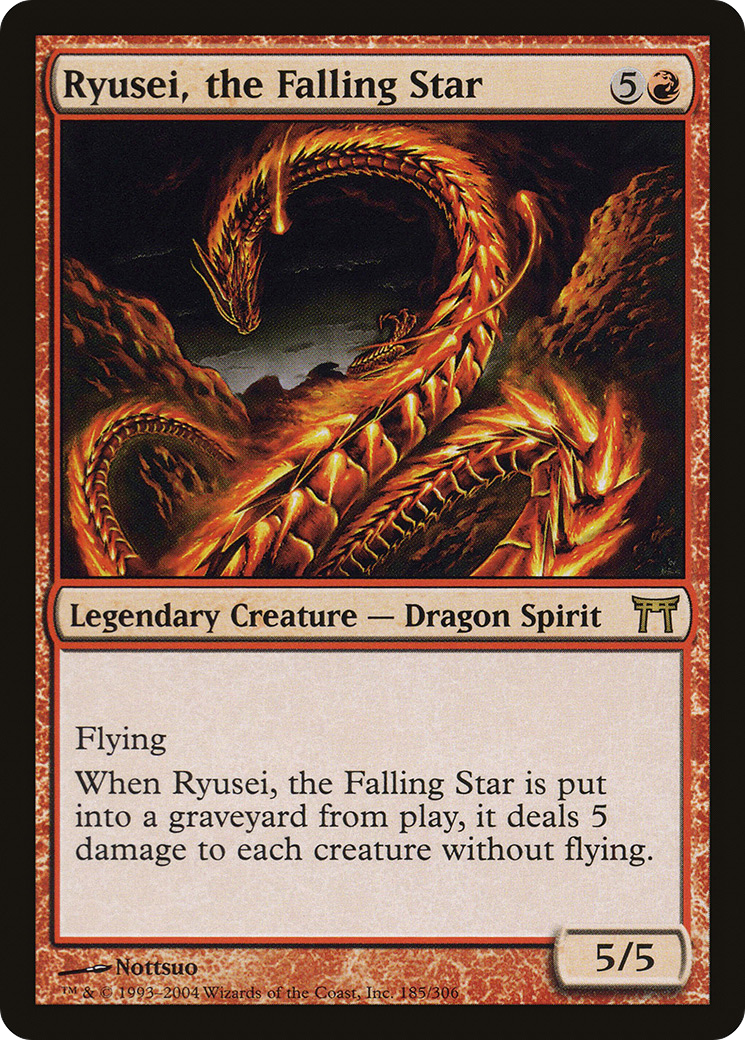 Ryusei, the Falling Star 5
Legendary Creature — Dragon Spirit
Flying
When Ryusei, the Falling Star is put
into a graveyard from play, it deals 5
damage to each creature without flying.
5/5
Nottsuo
™ & © 1993–2004 Wizards of the Coast, Inc. 185/306